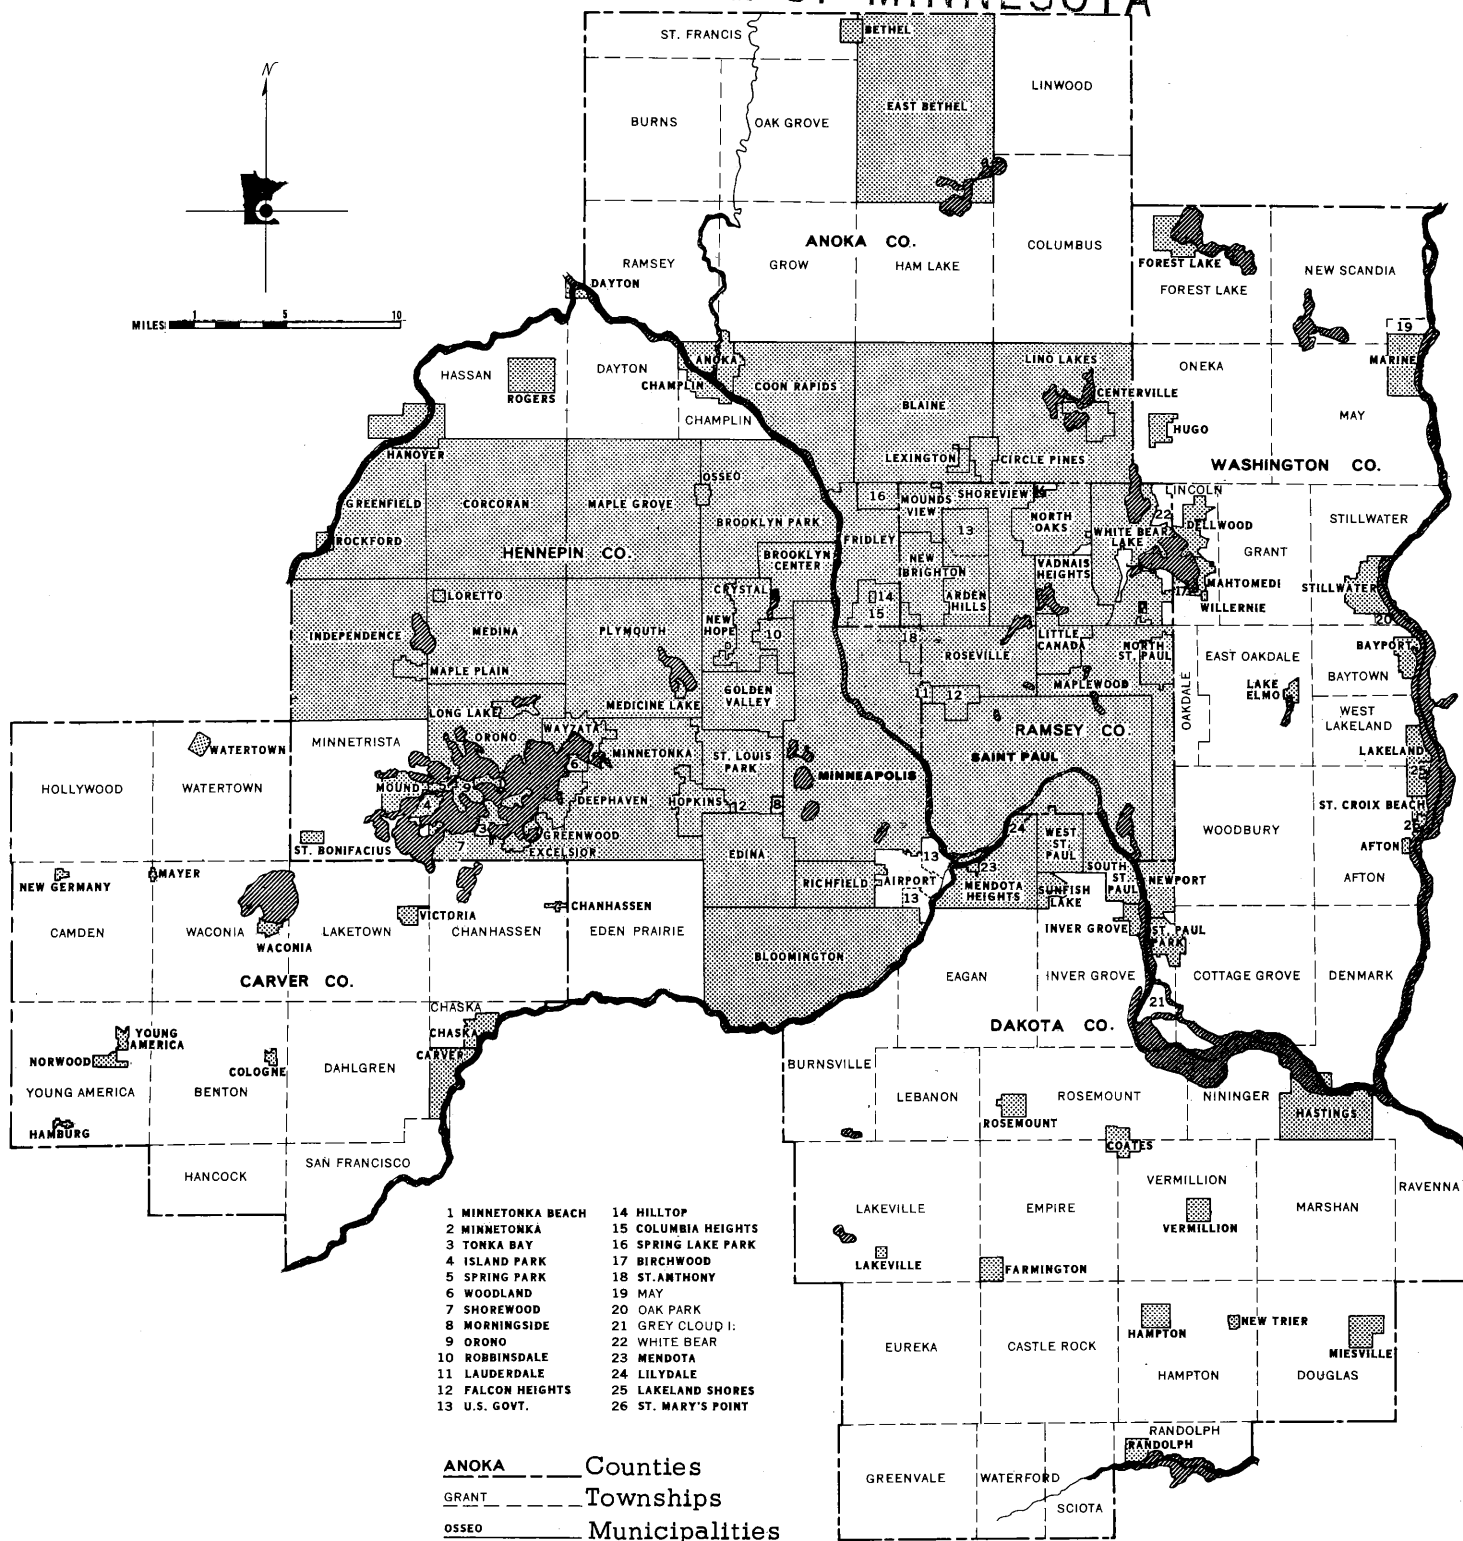 MINNESOTA
N
ST. FRANCIS
BETHEL
LINWOOD
EAST BETHEL
BURNS
OAK GROVE
ANOKA CO.
COLUMBUS
RAMSEY
GROW
HAM LAKE
FOREST LAKE
NEW SCANDIA
FOREST LAKE
DAYTON
MILES 1 5 10
19
MARINE
ANOKA
LINO LAKES
ONEKA
HASSAN
DAYTON
CHAMPLIN
COON RAPIDS
CENTERVILLE
ROGERS
BLAINE
MAY
CHAMPLIN
HUGO
HANOVER
LEXINGTON
CIRCLE PINES
WASHINGTON CO.
OSSEO
LINCOLN
GREENFIELD
CORCORAN
MAPLE GROVE
16
MOUNDS VIEW
SHOREVIEW
NORTH OAKS
22
DELLWOOD
STILLWATER
BROOKLYN PARK
13
WHITE BEAR LAKE
ROCKFORD
FRIDLEY
HENNEPIN CO.
BROOKLYN CENTER
NEW BRIGHTON
VADNAIS HEIGHTS
GRANT
MAHTOMEDI
LORETTO
CRYSTAL
14
ARDEN HILLS
17
WILLERNIE
STILLWATER
15
20
INDEPENDENCE
MEDINA
PLYMOUTH
NEW HOPE
10
18
ROSEVILLE
LITTLE CANADA
NORTH ST. PAUL
EAST OAKDALE
BAYPORT
MAPLE PLAIN
BAYTOWN
MAPLEWOOD
LAKE ELMO
GOLDEN VALLEY
12
OAKDALE
LONG LAKE
MEDICINE LAKE
WEST LAKELAND
MINNETRISTA
ORONO
WAYZATA
RAMSEY CO
WATERTOWN
MINNETONKA
ST. LOUIS PARK
SAINT PAUL
LAKELAND
6
MINNEAPOLIS
HOLLYWOOD
WATERTOWN
MOUND
5
9
DEEPHAVEN
HOPKINS
12
8
ST. CROIX BEACH
4
3
GREENWOOD
24
WOODBURY
ST. BONIFACIUS
7
EXCELSIOR
EDINA
WEST ST. PAUL
AFTON
13
23
NEW GERMANY
MAYER
RICHFIELD
AIRPORT
MENDOTA HEIGHTS
SOUTH ST. PAUL
NEWPORT
AFTON
13
SUNFISH LAKE
VICTORIA
CHANHASSEN
CAMDEN
WACONIA
LAKETOWN
CHANHASSEN
EDEN PRAIRIE
INVER GROVE
ST. PAUL PARK
WACONIA
BLOOMINGTON
EAGAN
INVER GROVE
COTTAGE GROVE
DENMARK
CARVER CO.
CHASKA
21
DAKOTA CO.
YOUNG AMERICA
CHASKA
NORWOOD
CARVER
COLOGNE
DAHLGREN
BURNSVILLE
YOUNG AMERICA
BENTON
LEBANON
ROSEMOUNT
NININGER
HASTINGS
ROSEMOUNT
HAMBURG
COATES
SAN FRANCISCO
HANCOCK
VERMILLION
RAVENNA
LAKEVILLE
EMPIRE
MARSHAN
VERMILLION
LAKEVILLE
FARMINGTON
HAMPTON
NEW TRIER
MIESVILLE
EUREKA
CASTLE ROCK
HAMPTON
DOUGLAS
RANDOLPH
RANDOLPH
GREENVALE
WATERFORD
SCIOTA
1 MINNETONKA BEACH
2 MINNETONKA
3 TONKA BAY
4 ISLAND PARK
5 SPRING PARK
6 WOODLAND
7 SHOREWOOD
8 MORNINGSIDE
9 ORONO
10 ROBBINSDALE
11 LAUDERDALE
12 FALCON HEIGHTS
13 U.S. GOVT.
14 HILLTOP
15 COLUMBIA HEIGHTS
16 SPRING LAKE PARK
17 BIRCHWOOD
18 ST.ANTHONY
19 MAY
20 OAK PARK
21 GREY CLOUD I:
22 WHITE BEAR
23 MENDOTA
24 LILYDALE
25 LAKELAND SHORES
26 ST. MARY'S POINT
ANOKA Counties
GRANT Townships
OSSEO Municipalities